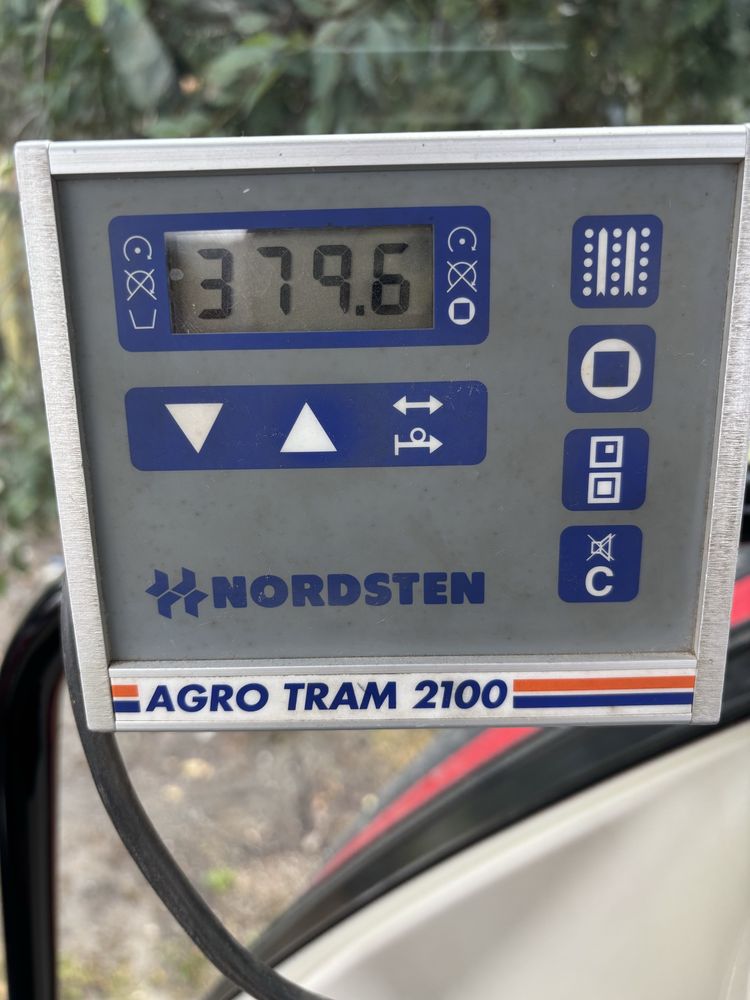 379.6
C
NORDSTEN
AGRO TRAM 2100